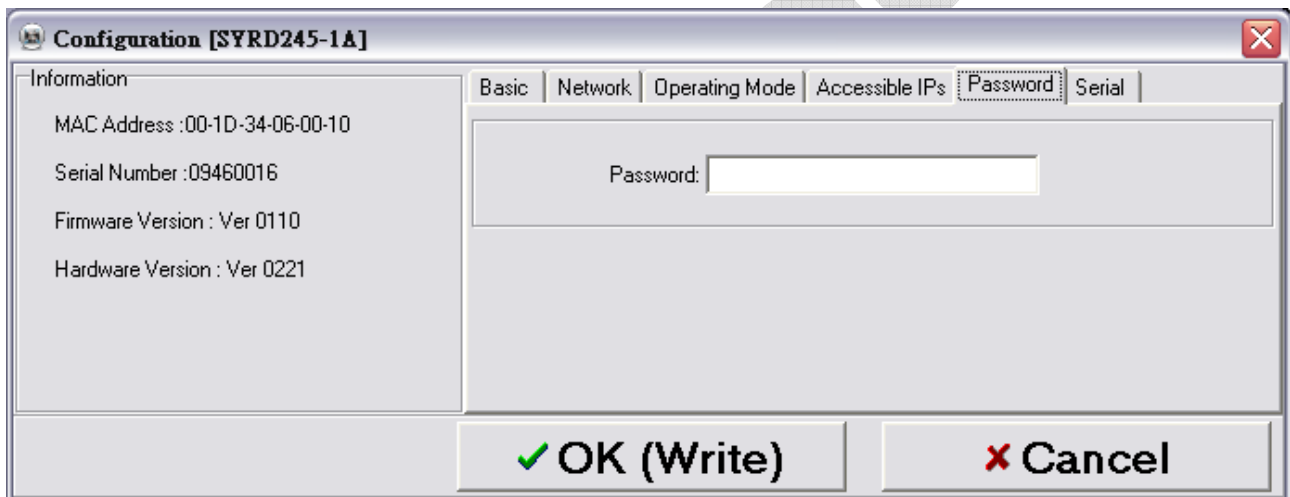 Configuration [SYRD245-1A]
Information
MAC Address :00-1D-34-06-00-10
Serial Number :09460016
Firmware Version : Ver 0110
Hardware Version : Ver 0221
Basic Network Operating Mode Accessible IPs Password Serial
Password:
OK (Write) Cancel